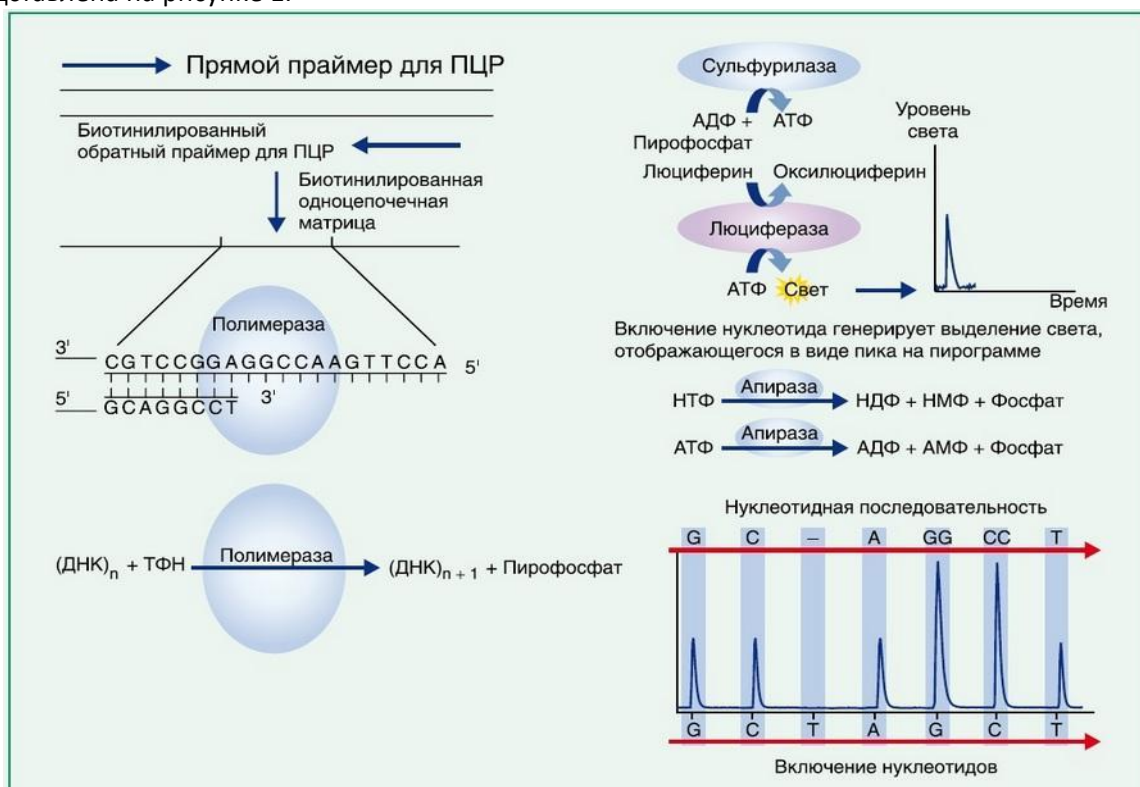 Прямой праймер для ПЦР
Биотинилированный
обратный праймер для ПЦР
Биотинилированная
одноцепочечная
матрица
Полимераза
3'
CGTCCGGAGGCCAAGTTCCA
5'
5'
GCAGGCCT
3'
(ДНК)n + ТФН
Полимераза
(ДНК)n + 1 + Пирофосфат
Сульфурилаза
АДФ +
Пирофосфат
АТФ
Люциферин
Оксилюциферин
Люцифераза
АТФ
Свет
Уровень
света
Время
Включение нуклеотида генерирует выделение света,
отображающегося в виде пика на пирограмме
НТФ
Апираза
НДФ + НМФ + Фосфат
АТФ
Апираза
АДФ + АМФ + Фосфат
Нуклеотидная последовательность
G C – A GG CC T
G C T A G C T
Включение нуклеотидов